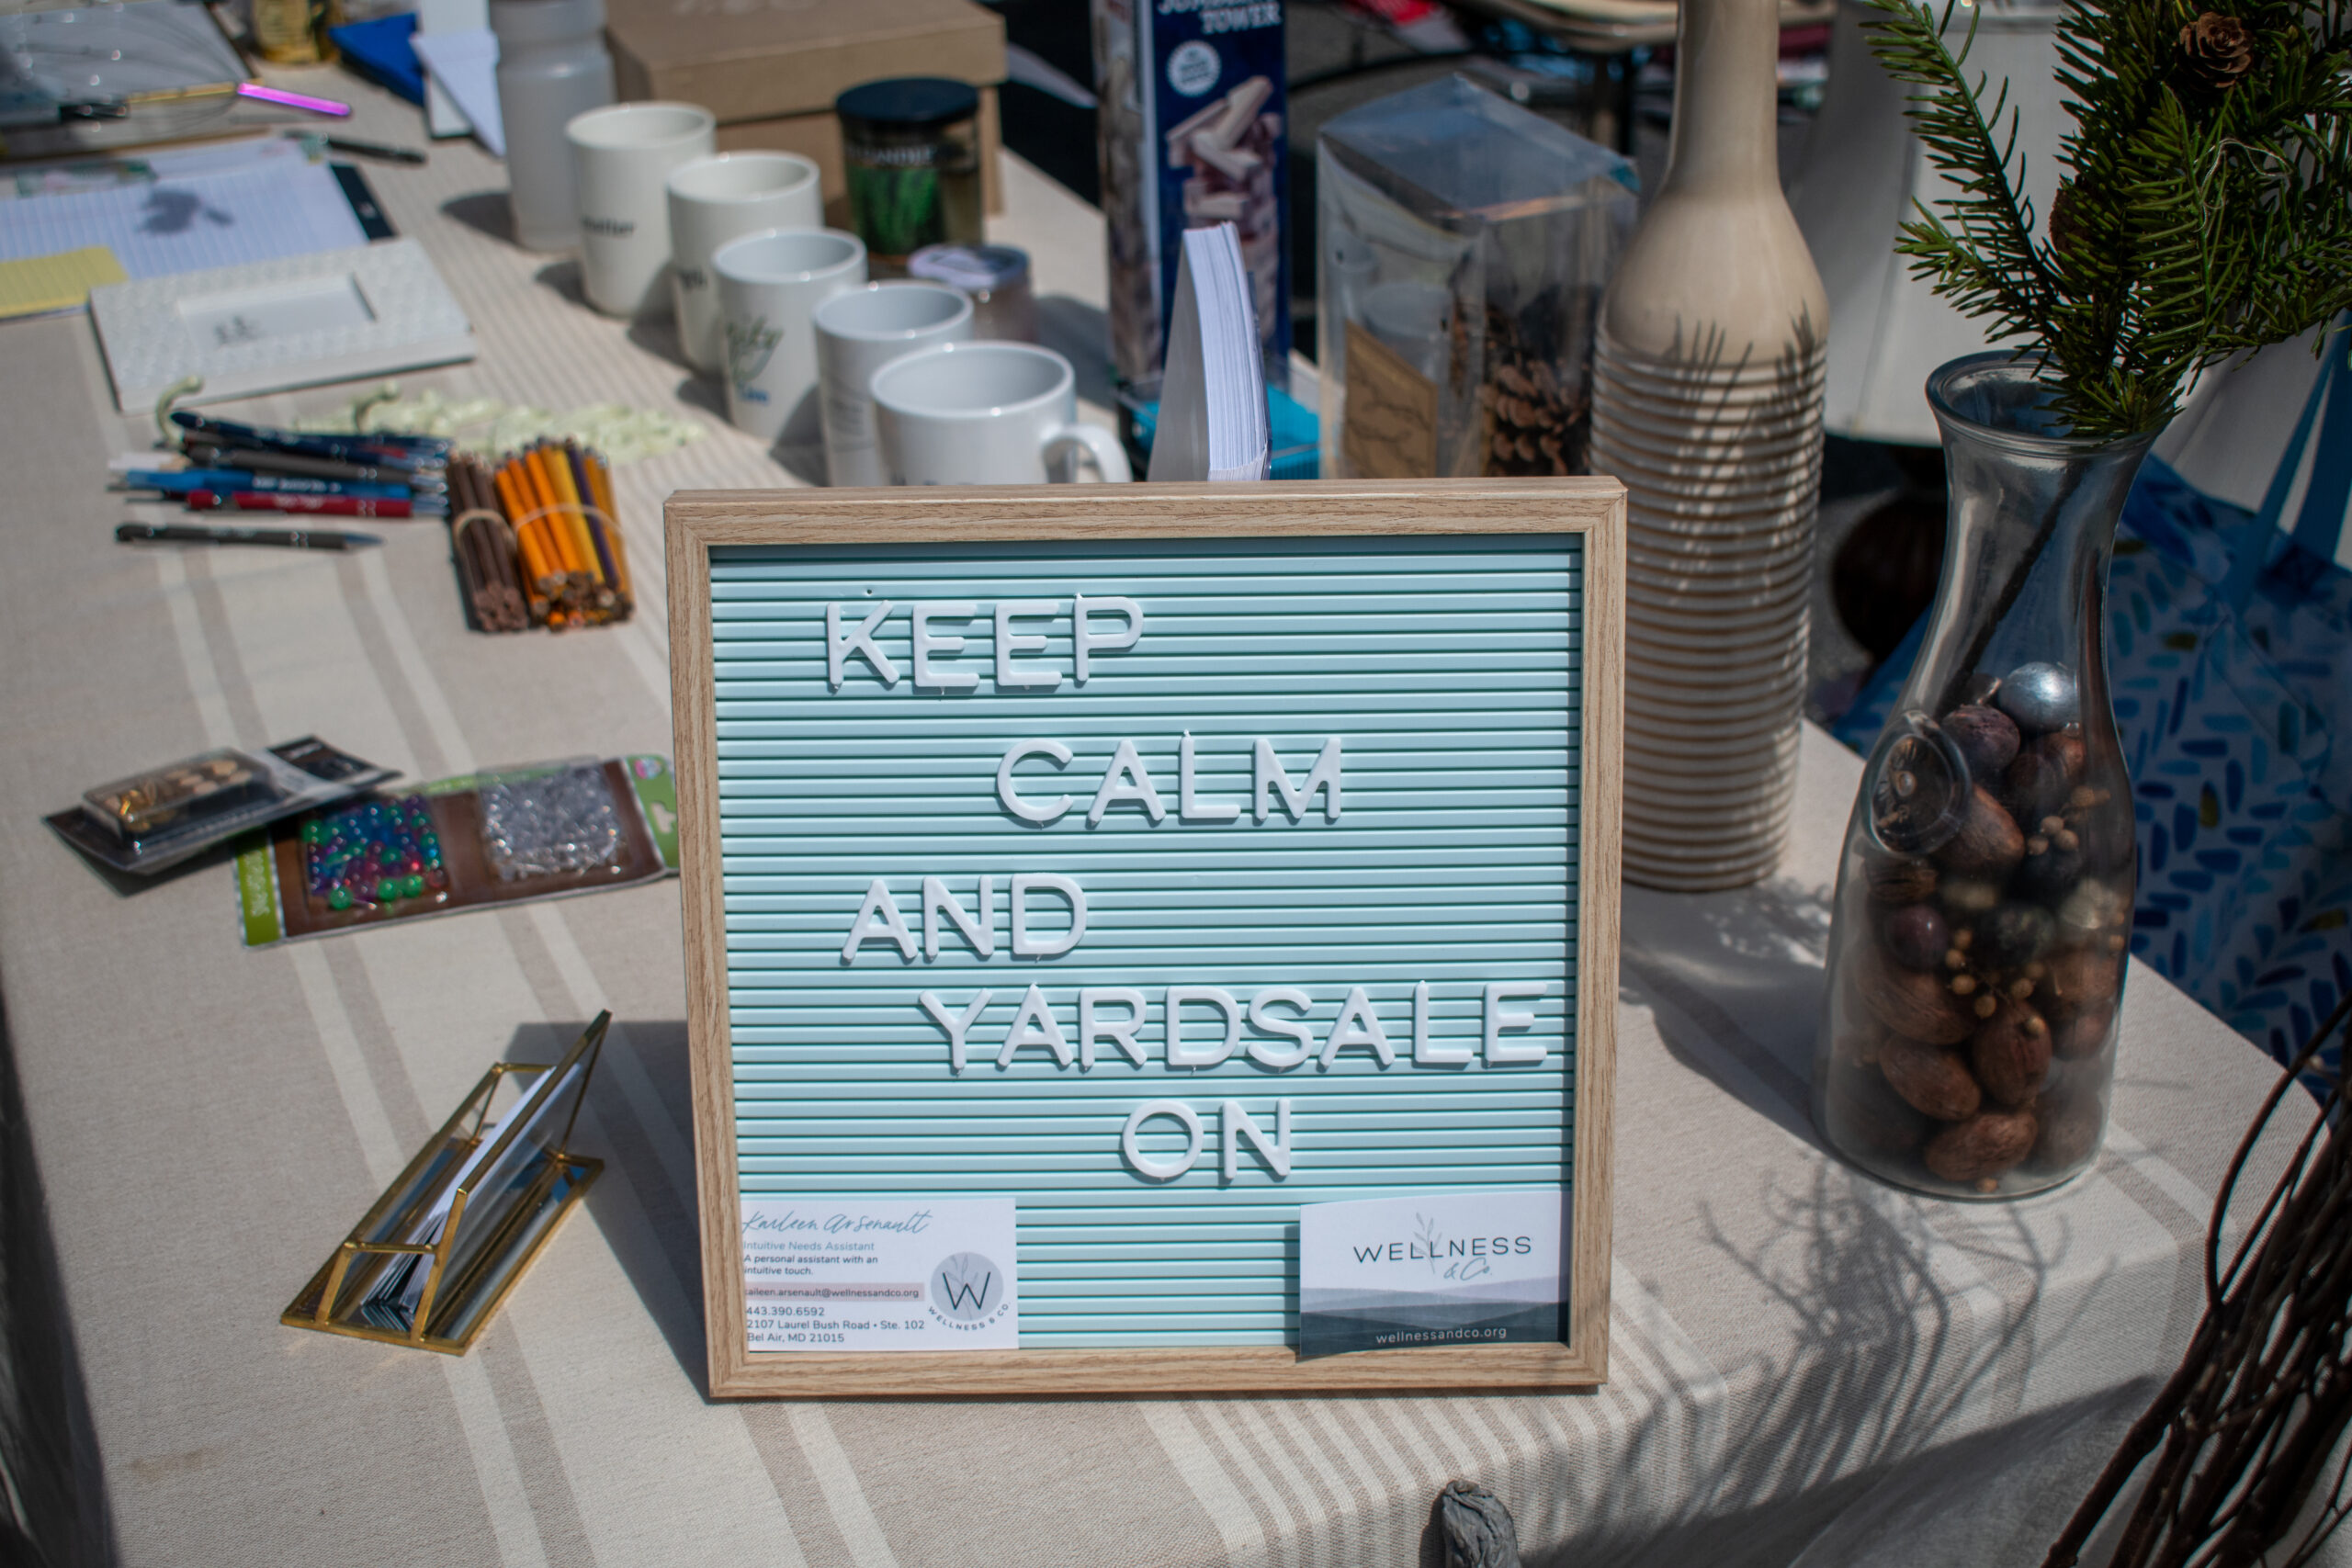 TOWER
CANDLE
KEEP
CALM
AND
YARDSALE
ON
Kaileen Arsenault
Intuitive Needs Assistant
A personal assistant with an
intuitive touch.
kaileen.arsenault@wellnessandco.org
443.390.6592
2107 Laurel Bush Road • Ste. 102
Bel Air, MD 21015
W
WELLNESS & CO.
WELLNESS
& Co.
wellnessandco.org